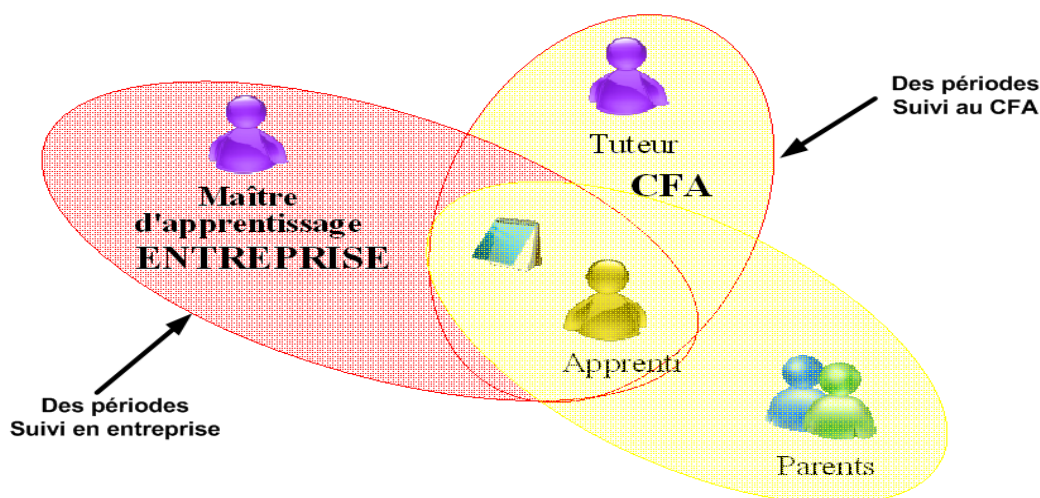 Des périodes
Suivi au CFA
Tuteur
CFA
Maître
d'apprentissage
ENTREPRISE
Apprenti
Des périodes
Suivi en entreprise
Parents